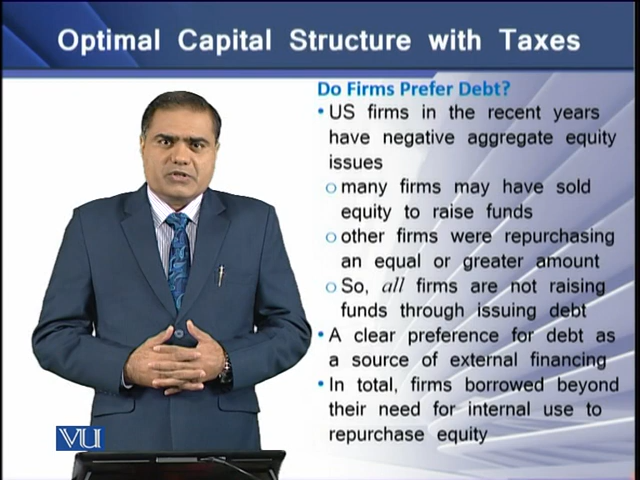 Optimal Capital Structure with Taxes
Do Firms Prefer Debt?
• US firms in the recent years
have negative aggregate equity
issues
o many firms may have sold
equity to raise funds
o other firms were repurchasing
an equal or greater amount
o So, all firms are not raising
funds through issuing debt
• A clear preference for debt as
a source of external financing
• In total, firms borrowed beyond
their need for internal use to
repurchase equity
VU